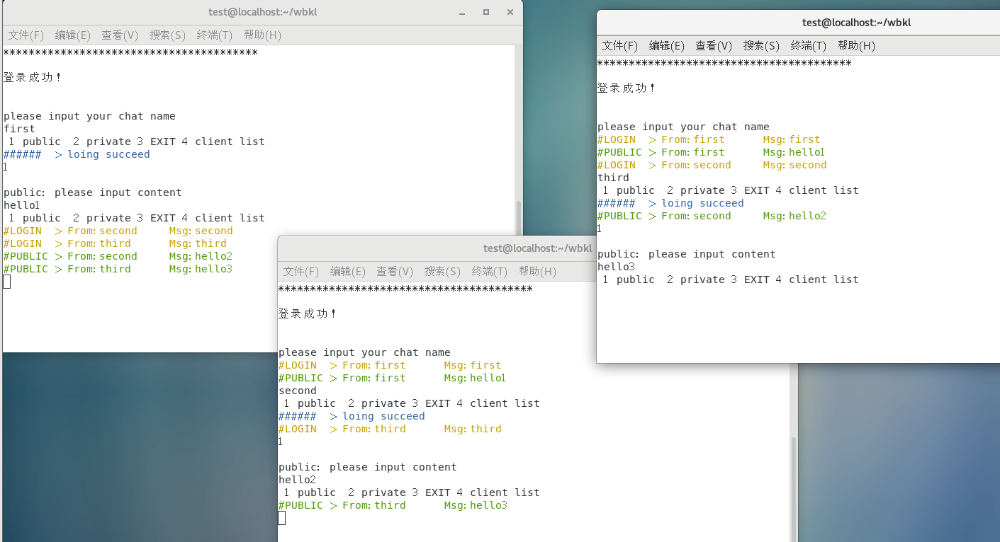 test@localhost:~/wbkl
文件(F) 编辑(E) 查看(V) 搜索(S) 终端(T) 帮助(H)
****************************************
登录成功!
please input your chat name
first
1 public 2 private 3 EXIT 4 client list
###### > loing succeed
1
public: please input content
hello1
1 public 2 private 3 EXIT 4 client list
#LOGIN > From:second Msg:second
#LOGIN > From:third Msg:third
#PUBLIC > From:second Msg:hello2
#PUBLIC > From:third Msg:hello3
test@localhost:~/wbkl
文件(F) 编辑(E) 查看(V) 搜索(S) 终端(T) 帮助(H)
****************************************
登录成功!
please input your chat name
#LOGIN > From:first Msg:first
#PUBLIC > From:first Msg:hello1
second
1 public 2 private 3 EXIT 4 client list
###### > loing succeed
#LOGIN > From:third Msg:third
1
public: please input content
hello2
1 public 2 private 3 EXIT 4 client list
#PUBLIC > From:third Msg:hello3
test@localhost:~/wbkl
文件(F) 编辑(E) 查看(V) 搜索(S) 终端(T) 帮助(H)
****************************************
登录成功!
please input your chat name
#LOGIN > From:first Msg:first
#PUBLIC > From:first Msg:hello1
#LOGIN > From:second Msg:second
third
1 public 2 private 3 EXIT 4 client list
###### > loing succeed
#PUBLIC > From:second Msg:hello2
1
public: please input content
hello3
1 public 2 private 3 EXIT 4 client list